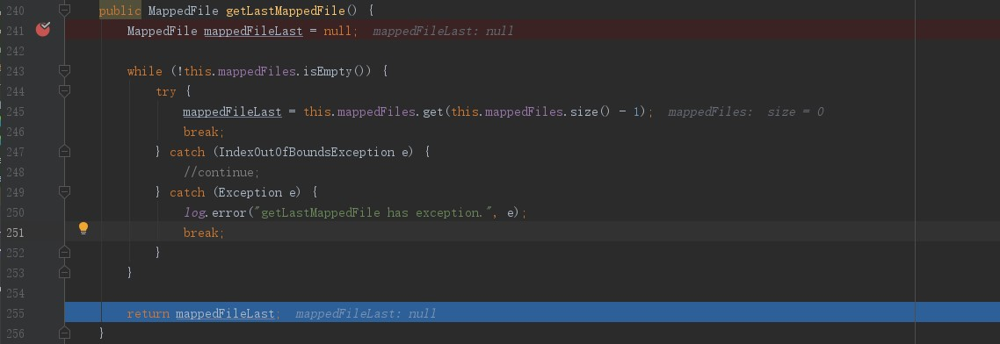 240 public MappedFile getLastMappedFile() {
241 MappedFile mappedFileLast = null; mappedFileLast: null
242
243 while (!this.mappedFiles.isEmpty()) {
244 try {
245 mappedFileLast = this.mappedFiles.get(this.mappedFiles.size() - 1); mappedFiles: size = 0
246 break;
247 } catch (IndexOutOfBoundsException e) {
248 //continue;
249 } catch (Exception e) {
250 log.error("getLastMappedFile has exception.", e);
251 break;
252 }
253 }
254
255 return mappedFileLast; mappedFileLast: null
256 }